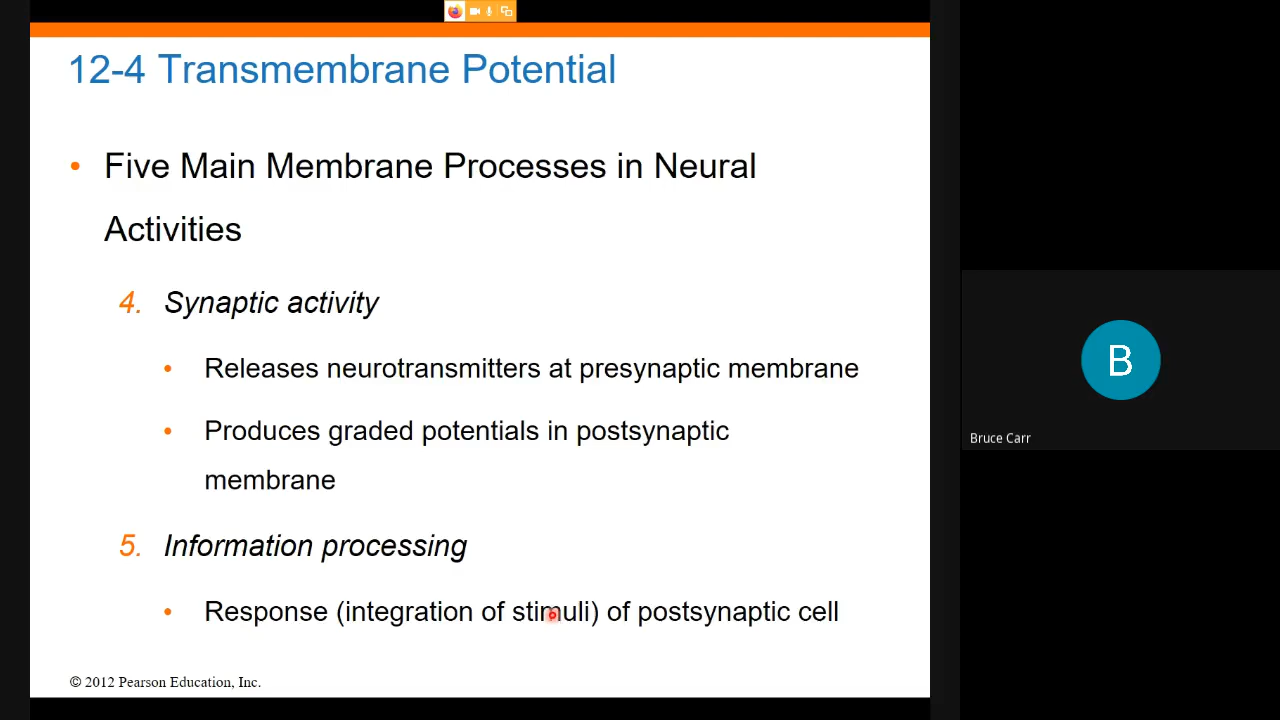 12-4 Transmembrane Potential
• Five Main Membrane Processes in Neural
Activities
4. Synaptic activity
• Releases neurotransmitters at presynaptic membrane
• Produces graded potentials in postsynaptic
membrane
5. Information processing
• Response (integration of stimuli) of postsynaptic cell
© 2012 Pearson Education, Inc.
B
Bruce Carr